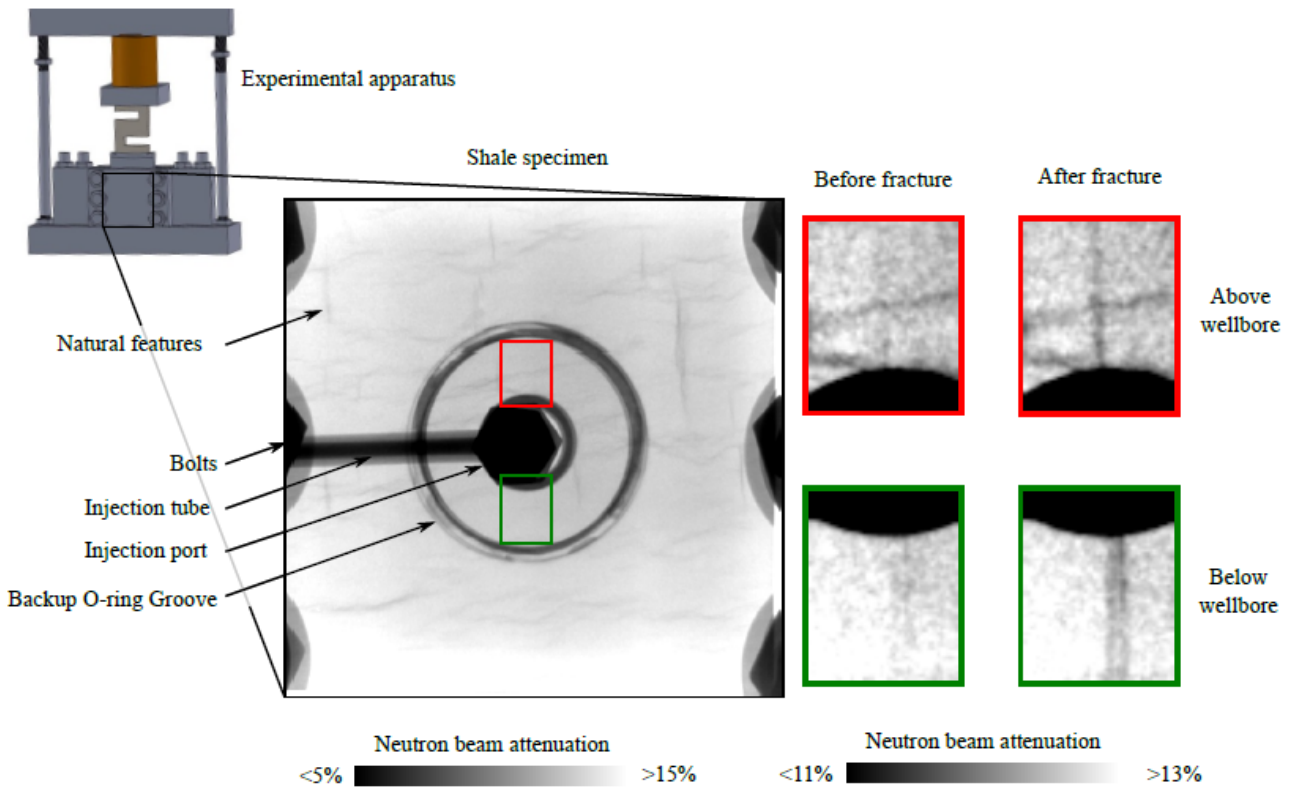 Experimental apparatus
Shale specimen
Before fracture
After fracture
Natural features
Above
wellbore
Bolts
Injection tube
Injection port
Backup O-ring Groove
Below
wellbore
Neutron beam attenuation
<5%
>15%
Neutron beam attenuation
<11%
>13%